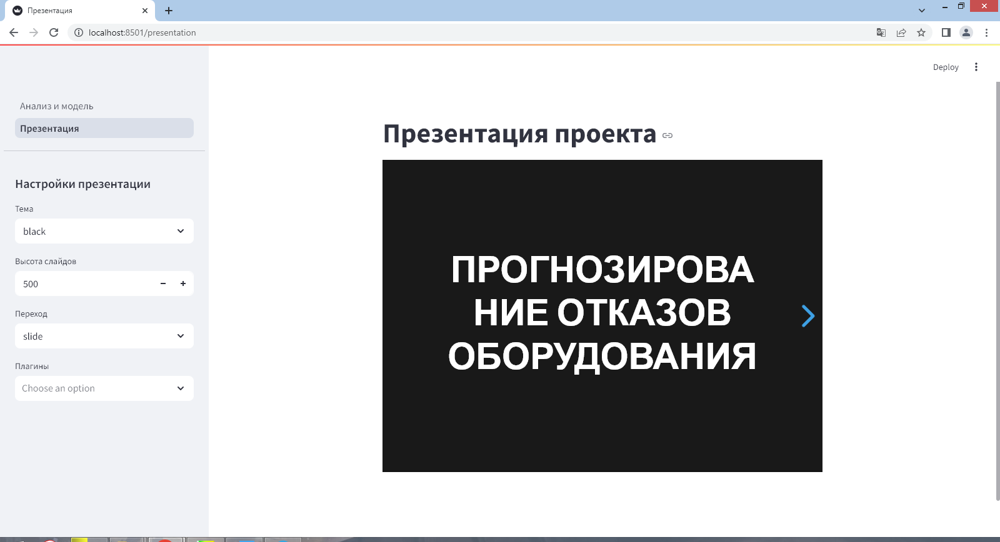 Презентация
localhost:8501/presentation
Deploy
Анализ и модель
Презентация
Настройки презентации
Тема
black
Высота слайдов
500
Переход
slide
Плагины
Choose an option
Презентация проекта
ПРОГНОЗИРОВА
НИЕ ОТКАЗОВ
ОБОРУДОВАНИЯ